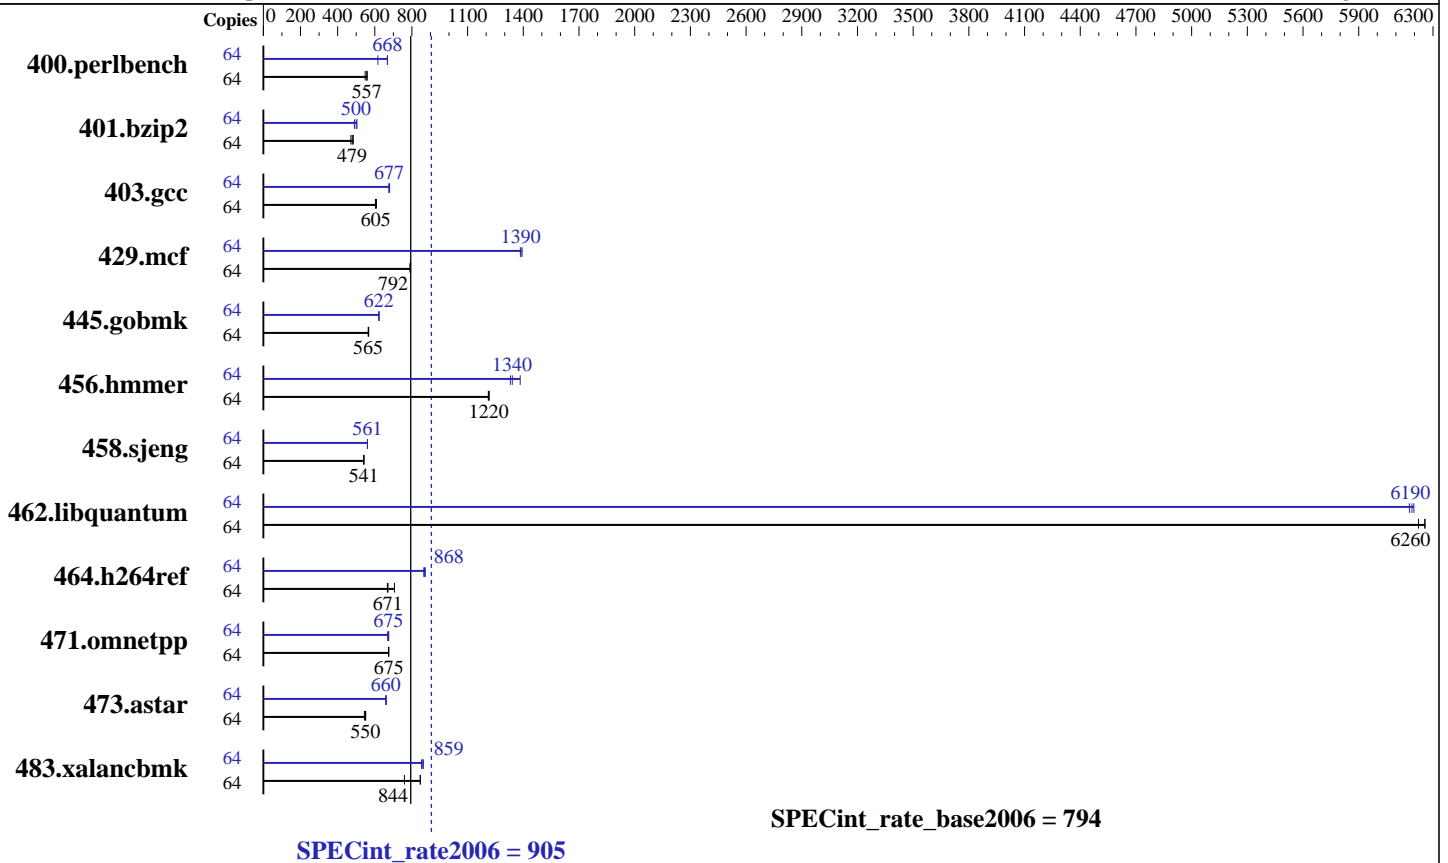 Copies 0 200 400 600 800 1100 1400 1700 2000 2300 2600 2900 3200 3500 3800 4100 4400 4700 5000 5300 5600 5900 6300
400.perlbench 64 668
64 557
401.bzip2 64 500
64 479
403.gcc 64 677
64 605
429.mcf 64 1390
64 792
445.gobmk 64 622
64 565
456.hmmer 64 1340
64 1220
458.sjeng 64 561
64 541
462.libquantum 64 6190
64 6260
464.h264ref 64 868
64 671
471.omnetpp 64 675
64 675
473.astar 64 660
64 550
483.xalancbmk 64 859
64 844
SPECint_rate_base2006 = 794
SPECint_rate2006 = 905